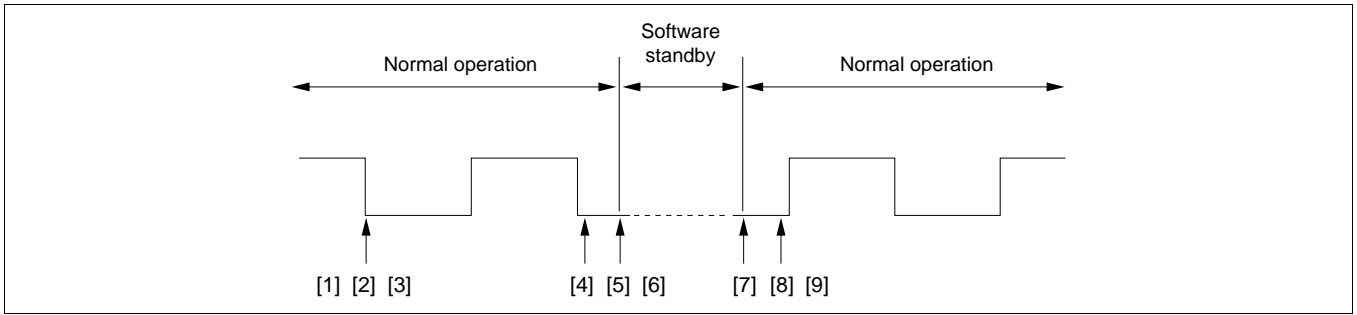 Software
standby
Normal operation
Normal operation
[1] [2] [3]
[4] [5] [6]
[7] [8] [9]